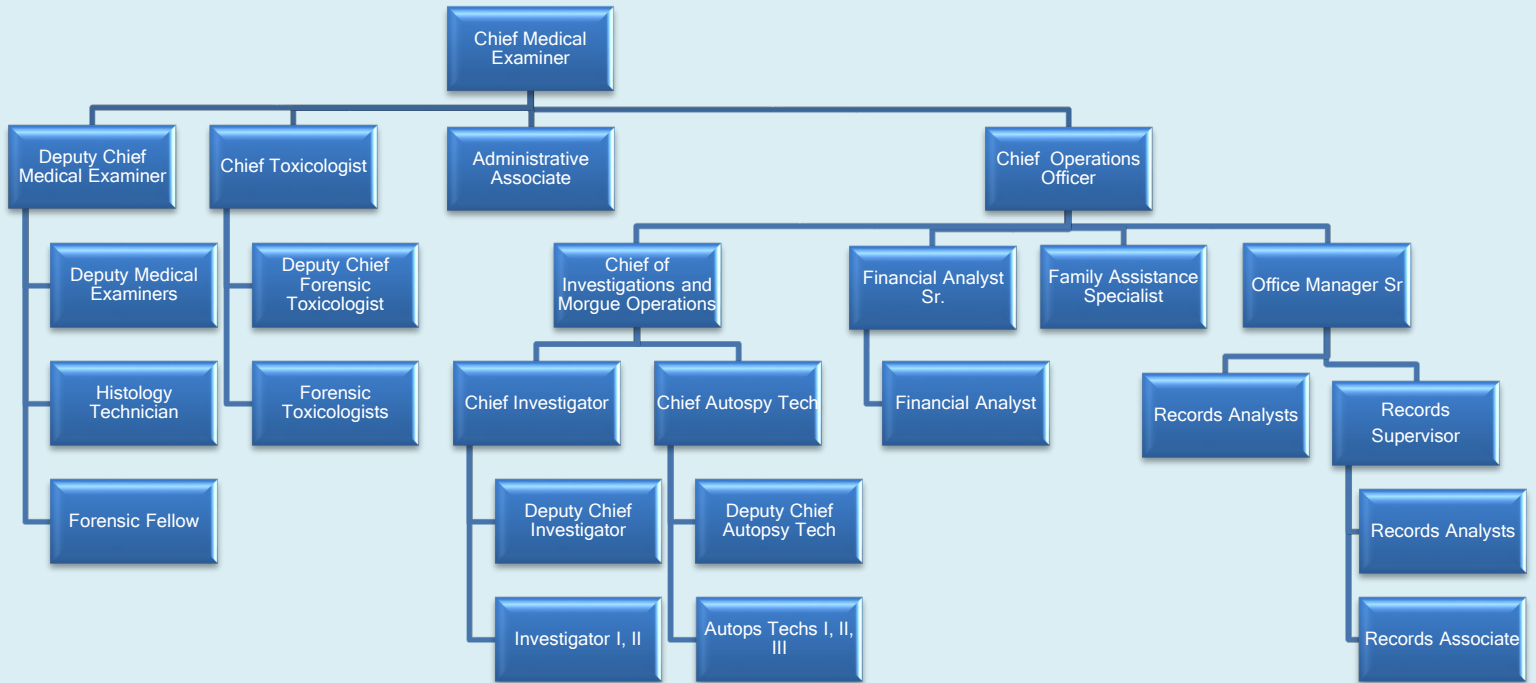 Chief Medical
Examiner
Deputy Chief
Medical Examiner
Chief Toxicologist
Administrative
Associate
Chief Operations
Officer
Deputy Medical
Examiners
Histology
Technician
Forensic Fellow
Deputy Chief
Forensic
Toxicologist
Forensic
Toxicologists
Chief of
Investigations and
Morgue Operations
Financial Analyst
Sr.
Family Assistance
Specialist
Office Manager Sr
Chief Investigator
Chief Autospy Tech
Financial Analyst
Records Analysts
Records
Supervisor
Deputy Chief
Investigator
Deputy Chief
Autopsy Tech
Records Analysts
Investigator I, II
Autops Techs I, II,
III
Records Associate